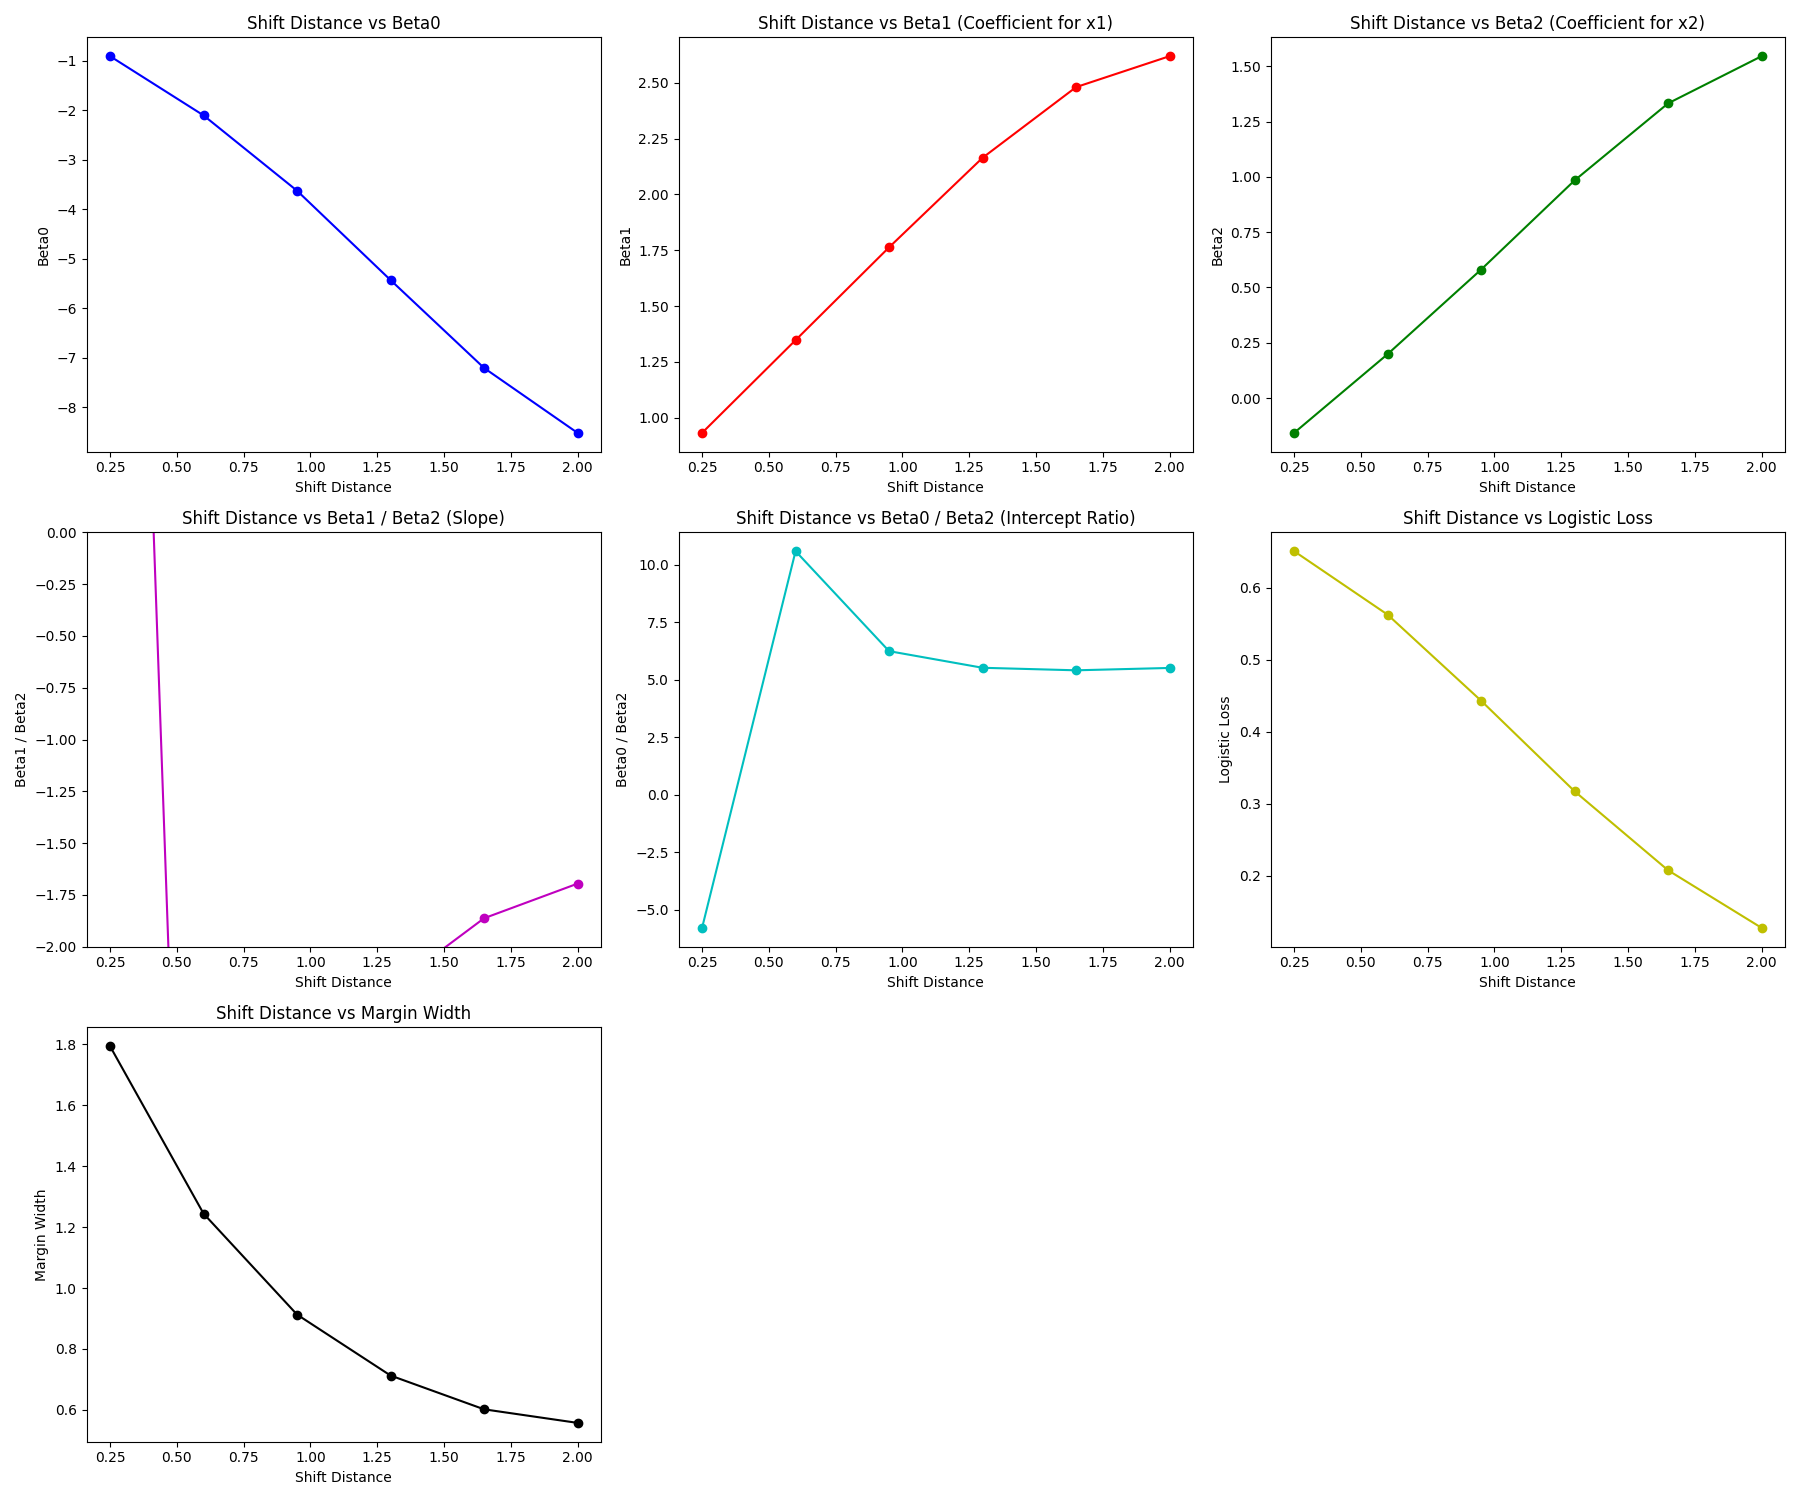 Shift Distance vs Beta0
−1
−2
−3
−4
−5
−6
−7
−8
Beta0
0.25 0.50 0.75 1.00 1.25 1.50 1.75 2.00
Shift Distance
Shift Distance vs Beta1 (Coefficient for x1)
2.50
2.25
2.00
1.75
1.50
1.25
1.00
Beta1
0.25 0.50 0.75 1.00 1.25 1.50 1.75 2.00
Shift Distance
Shift Distance vs Beta2 (Coefficient for x2)
1.50
1.25
1.00
0.75
0.50
0.25
0.00
Beta2
0.25 0.50 0.75 1.00 1.25 1.50 1.75 2.00
Shift Distance
Shift Distance vs Beta1 / Beta2 (Slope)
0.00
−0.25
−0.50
−0.75
−1.00
−1.25
−1.50
−1.75
−2.00
Beta1 / Beta2
0.25 0.50 0.75 1.00 1.25 1.50 1.75 2.00
Shift Distance
Shift Distance vs Beta0 / Beta2 (Intercept Ratio)
10.0
7.5
5.0
2.5
0.0
−2.5
−5.0
Beta0 / Beta2
0.25 0.50 0.75 1.00 1.25 1.50 1.75 2.00
Shift Distance
Shift Distance vs Logistic Loss
0.6
0.5
0.4
0.3
0.2
Logistic Loss
0.25 0.50 0.75 1.00 1.25 1.50 1.75 2.00
Shift Distance
Shift Distance vs Margin Width
1.8
1.6
1.4
1.2
1.0
0.8
0.6
Margin Width
0.25 0.50 0.75 1.00 1.25 1.50 1.75 2.00
Shift Distance